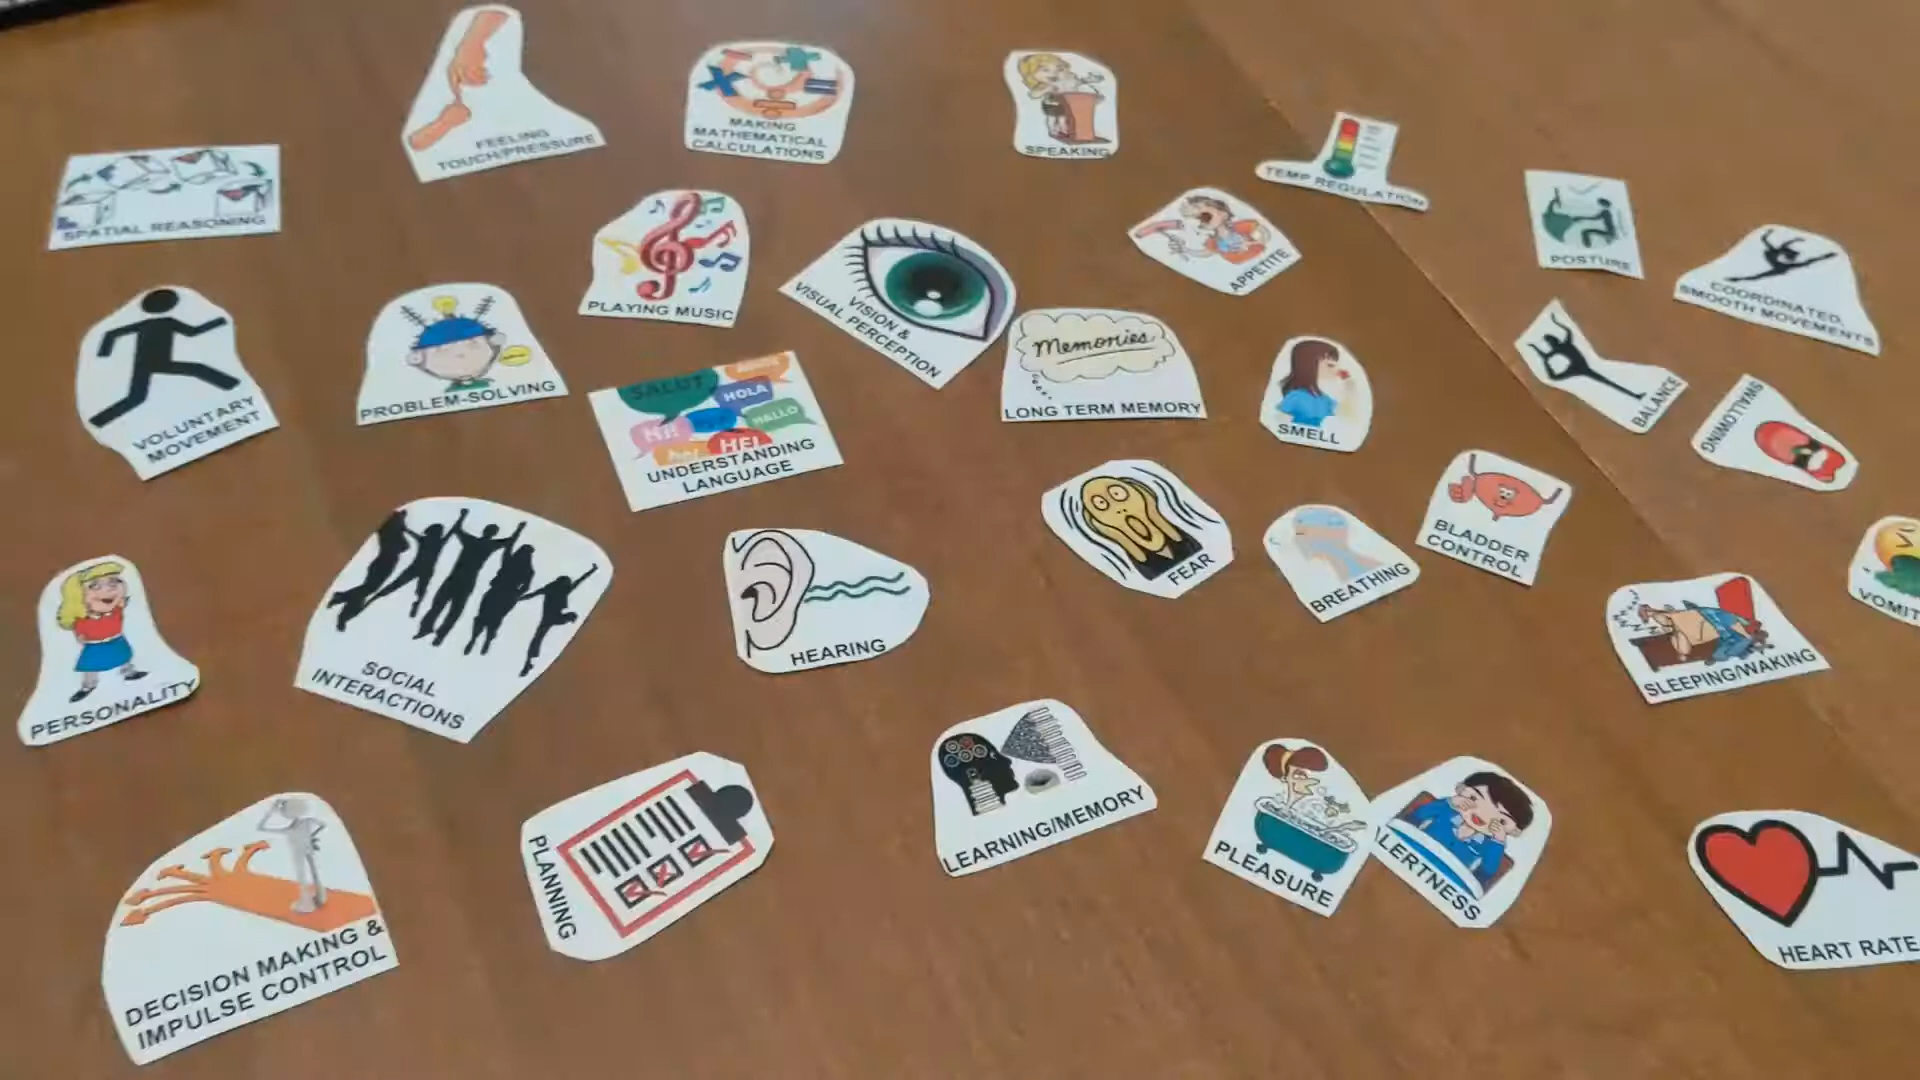 FEELING
TOUCH/PRESSURE
MAKING
MATHEMATICAL
CALCULATIONS
SPEAKING
TEMP REGULATION
SPATIAL REASONING
PLAYING MUSIC
VISION &
VISUAL PERCEPTION
APPETITE
POSTURE
COORDINATED,
SMOOTH MOVEMENTS
VOLUNTARY
MOVEMENT
PROBLEM-SOLVING
SALUT
HOLA
HALLO
HI!
HEI
UNDERSTANDING
LANGUAGE
Memories
LONG TERM MEMORY
SMELL
BALANCE
SWALLOWING
FEAR
BREATHING
BLADDER
CONTROL
VOMIT
PERSONALITY
SOCIAL
INTERACTIONS
HEARING
SLEEPING/WAKING
DECISION MAKING &
IMPULSE CONTROL
PLANNING
LEARNING/MEMORY
PLEASURE
LERTNESS
HEART RATE